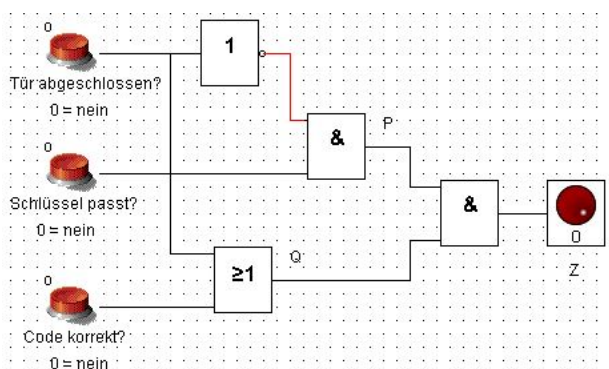 0
1
Tür abgeschlossen?
0 = nein
&
P
0
Schlüssel passt?
0 = nein
&
0
Z
≥1
Q
0
Code korrekt?
0 = nein